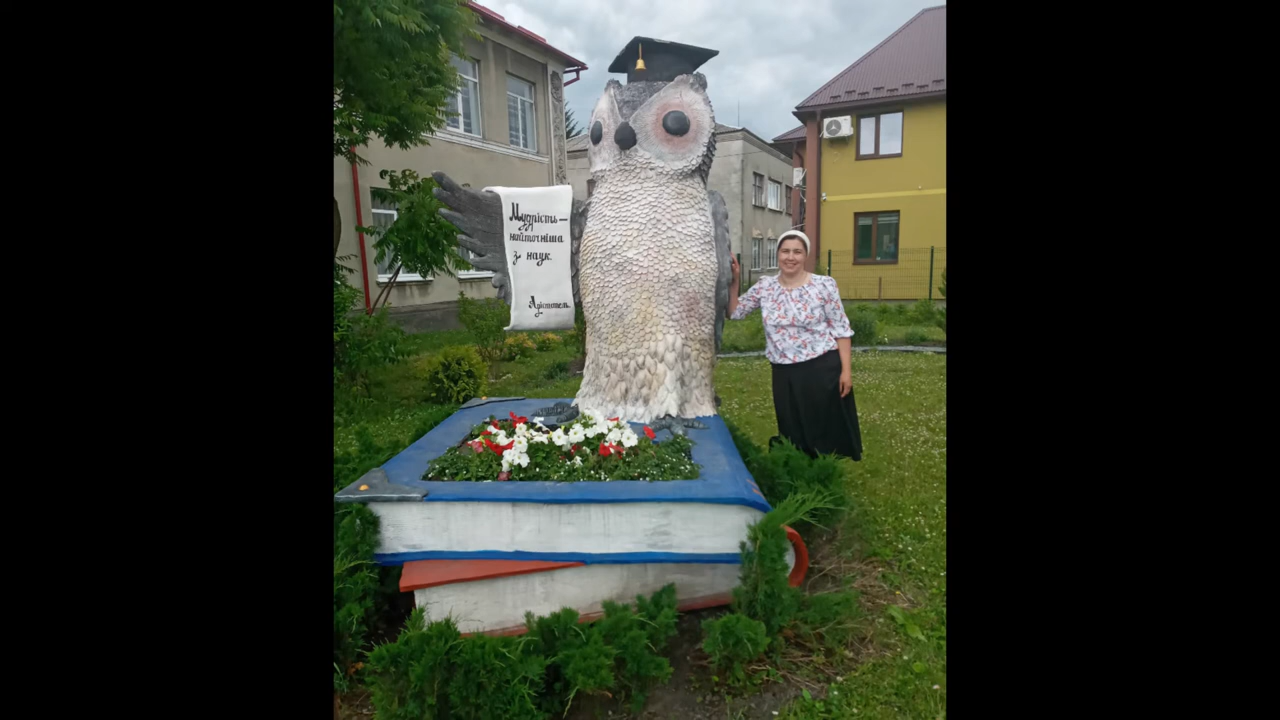 Мудрість –
найточніша
з наук.
Арістотель.